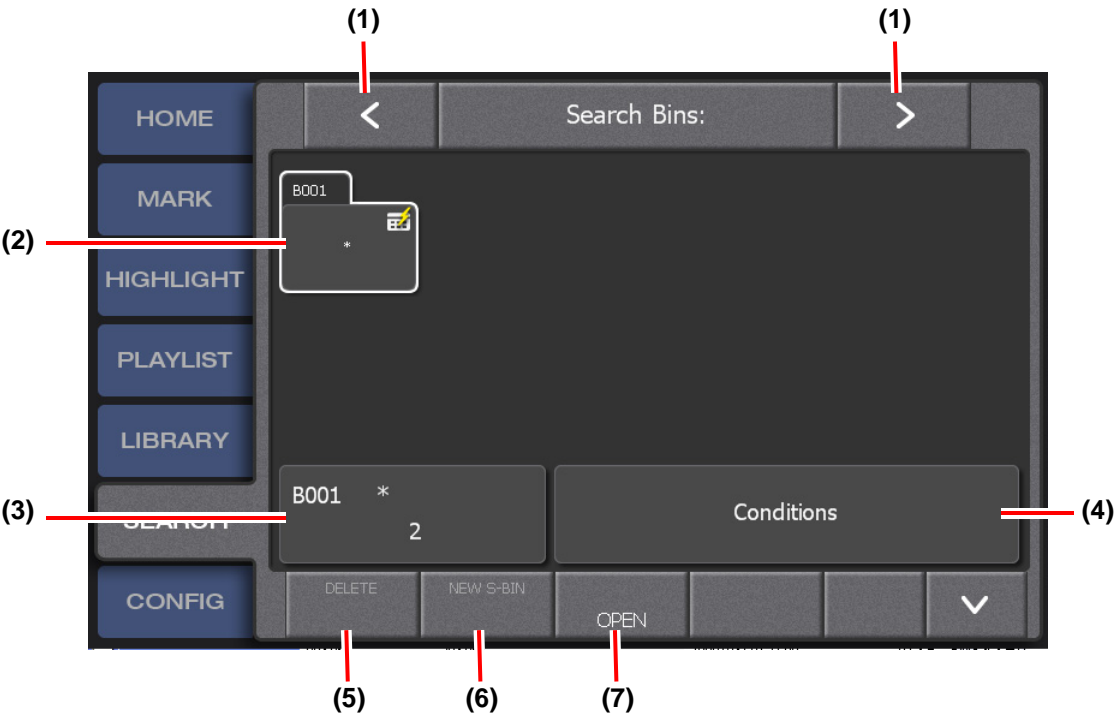 (1) (1)
HOME
< Search Bins: >
MARK
B001
(2)
*
HIGHLIGHT
PLAYLIST
LIBRARY
B001 *
(3)
Conditions
(4)
SEARCH
2
DELETE NEW S-BIN
CONFIG
OPEN
(5) (6) (7)